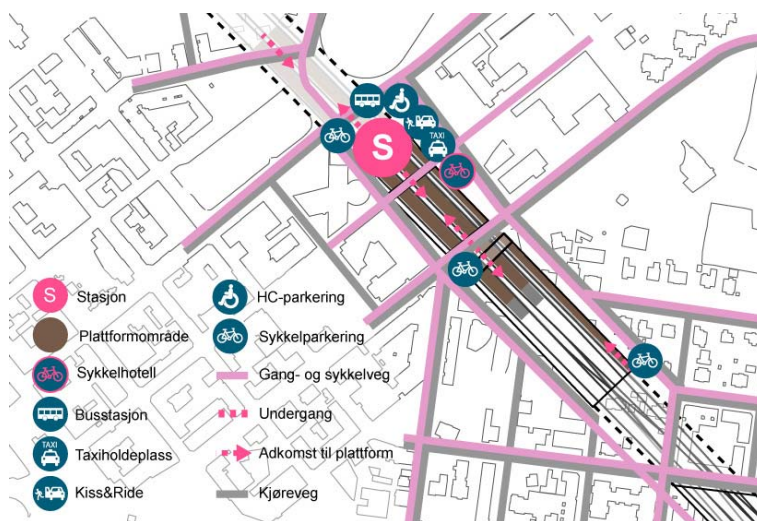 TAXI
S
S
Stasjon
Plattformområde
Sykkelhotell
Busstasjon
TAXI
Taxiholdeplass
Kiss&Ride
HC-parkering
Sykkelparkering
Gang- og sykkelveg
Undergang
Adkomst til plattform
Kjøreveg